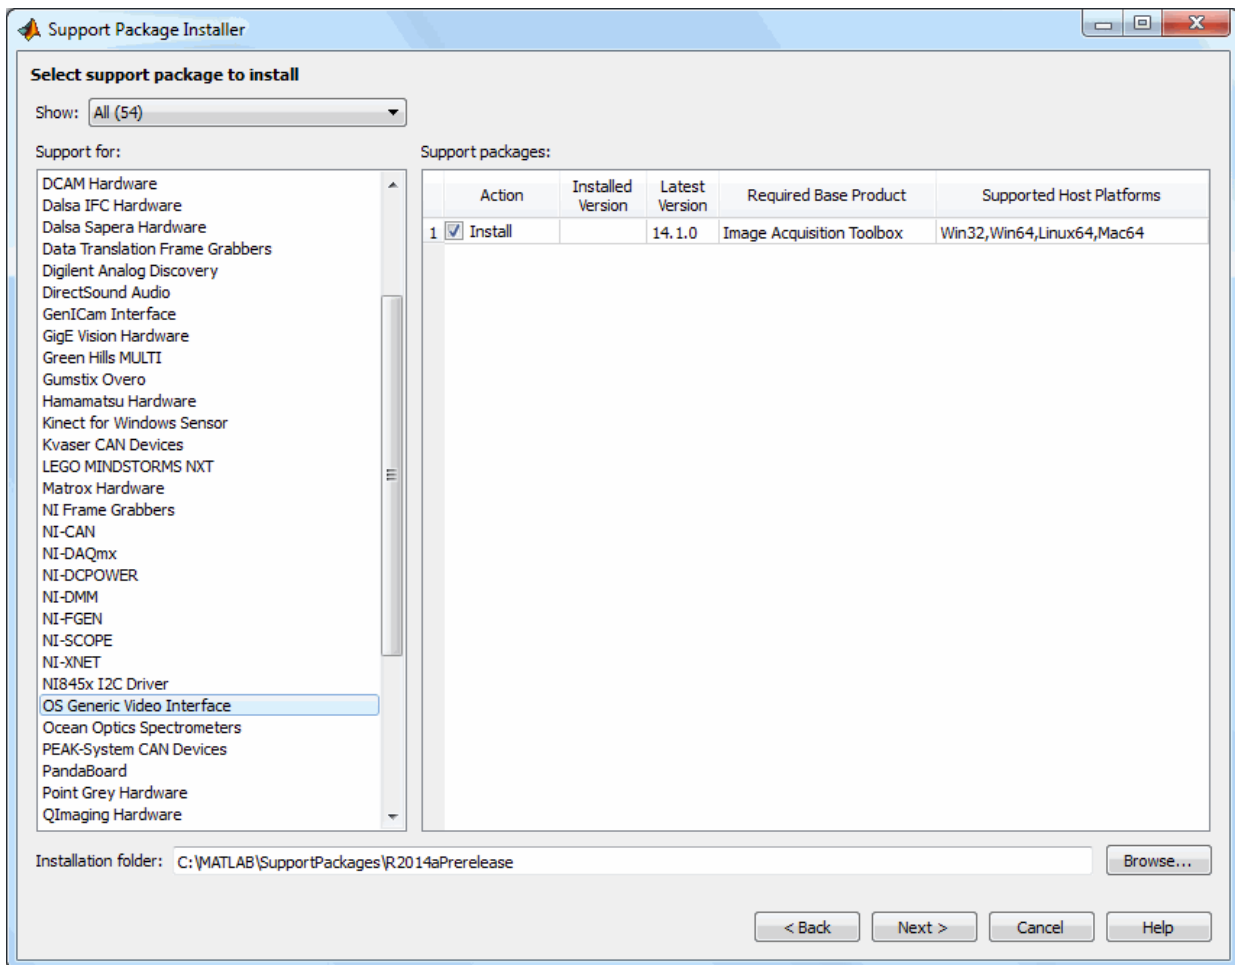 Support Package Installer
Select support package to install
Show: All (54)
Support for:
DCAM Hardware
Dalsa IFC Hardware
Dalsa Sapera Hardware
Data Translation Frame Grabbers
Digilent Analog Discovery
DirectSound Audio
GenICam Interface
GigE Vision Hardware
Green Hills MULTI
Gumstix Overo
Hamamatsu Hardware
Kinect for Windows Sensor
Kvaser CAN Devices
LEGO MINDSTORMS NXT
Matrox Hardware
NI Frame Grabbers
NI-CAN
NI-DAQmx
NI-DCPOWER
NI-DMM
NI-FGEN
NI-SCOPE
NI-XNET
NI845x I2C Driver
OS Generic Video Interface
Ocean Optics Spectrometers
PEAK-System CAN Devices
PandaBoard
Point Grey Hardware
QImaging Hardware
Support packages:
Action Installed Version Latest Version Required Base Product Supported Host Platforms
1 Install 14.1.0 Image Acquisition Toolbox Win32,Win64,Linux64,Mac64
Installation folder: C:\MATLAB\SupportPackages\R2014aPrerelease Browse...
< Back Next > Cancel Help